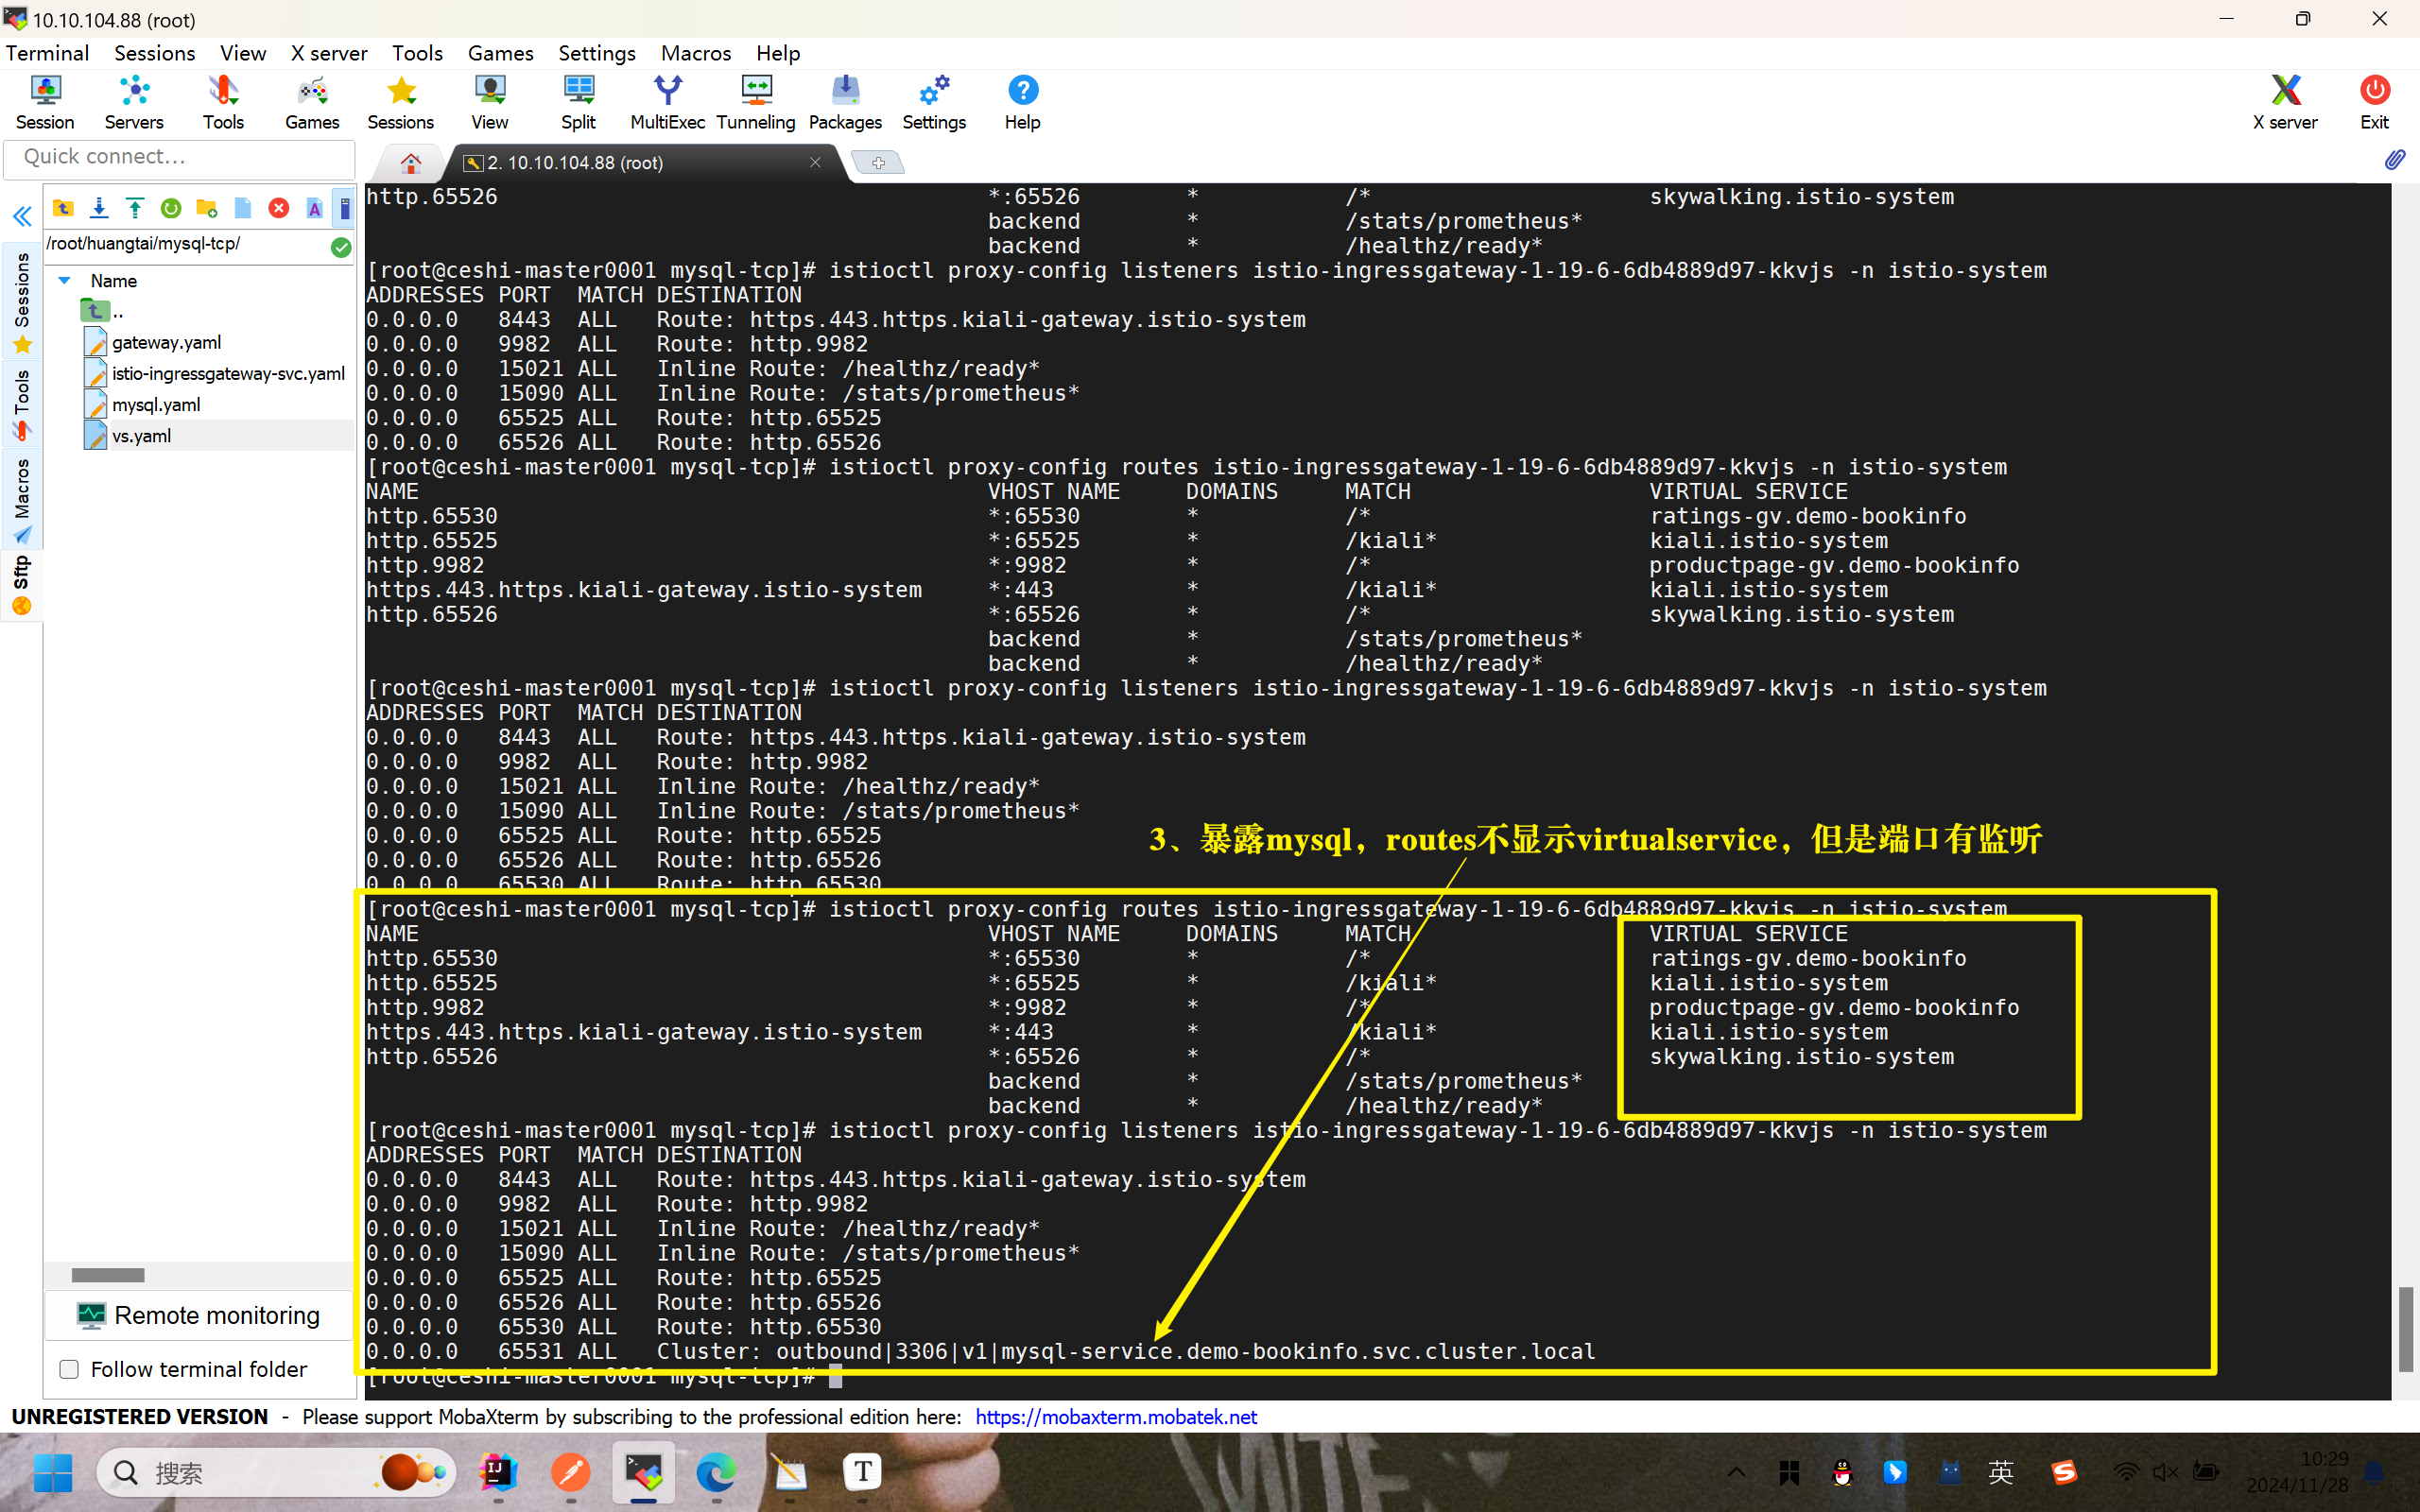 10.10.104.88 (root)
Terminal Sessions View X server Tools Games Settings Macros Help
Session Servers Tools Games Sessions View Split MultiExec Tunneling Packages Settings Help X server Exit
Quick connect...
2. 10.10.104.88 (root)
/root/huangtai/mysql-tcp/
Name
..
gateway.yaml
istio-ingressgateway-svc.yaml
mysql.yaml
vs.yaml
Sessions
Tools
Macros
Sftp
Remote monitoring
Follow terminal folder
http.65526 *:65526 * /* skywalking.istio-system
backend * /stats/prometheus*
backend * /healthz/ready*
[root@ceshi-master0001 mysql-tcp]# istioctl proxy-config listeners istio-ingressgateway-1-19-6-6db4889d97-kkvjs -n istio-system
ADDRESSES PORT MATCH DESTINATION
0.0.0.0 8443 ALL Route: https.443.https.kiali-gateway.istio-system
0.0.0.0 9982 ALL Route: http.9982
0.0.0.0 15021 ALL Inline Route: /healthz/ready*
0.0.0.0 15090 ALL Inline Route: /stats/prometheus*
0.0.0.0 65525 ALL Route: http.65525
0.0.0.0 65526 ALL Route: http.65526
[root@ceshi-master0001 mysql-tcp]# istioctl proxy-config routes istio-ingressgateway-1-19-6-6db4889d97-kkvjs -n istio-system
NAME VHOST NAME DOMAINS MATCH VIRTUAL SERVICE
http.65530 *:65530 * /* ratings-gv.demo-bookinfo
http.65525 *:65525 * /kiali* kiali.istio-system
http.9982 *:9982 * /* productpage-gv.demo-bookinfo
https.443.https.kiali-gateway.istio-system *:443 * /kiali* kiali.istio-system
http.65526 *:65526 * /* skywalking.istio-system
backend * /stats/prometheus*
backend * /healthz/ready*
[root@ceshi-master0001 mysql-tcp]# istioctl proxy-config listeners istio-ingressgateway-1-19-6-6db4889d97-kkvjs -n istio-system
ADDRESSES PORT MATCH DESTINATION
0.0.0.0 8443 ALL Route: https.443.https.kiali-gateway.istio-system
0.0.0.0 9982 ALL Route: http.9982
0.0.0.0 15021 ALL Inline Route: /healthz/ready*
0.0.0.0 15090 ALL Inline Route: /stats/prometheus*
0.0.0.0 65525 ALL Route: http.65525
3、暴露mysql，routes不显示virtualservice，但是端口有监听
0.0.0.0 65526 ALL Route: http.65526
0.0.0.0 65530 ALL Route: http.65530
[root@ceshi-master0001 mysql-tcp]# istioctl proxy-config routes istio-ingressgateway-1-19-6-6db4889d97-kkvjs -n istio-system
NAME VHOST NAME DOMAINS MATCH VIRTUAL SERVICE
http.65530 *:65530 * /* ratings-gv.demo-bookinfo
http.65525 *:65525 * /kiali* kiali.istio-system
http.9982 *:9982 * /* productpage-gv.demo-bookinfo
https.443.https.kiali-gateway.istio-system *:443 * /kiali* kiali.istio-system
http.65526 *:65526 * /* skywalking.istio-system
backend * /stats/prometheus*
backend * /healthz/ready*
[root@ceshi-master0001 mysql-tcp]# istioctl proxy-config listeners istio-ingressgateway-1-19-6-6db4889d97-kkvjs -n istio-system
ADDRESSES PORT MATCH DESTINATION
0.0.0.0 8443 ALL Route: https.443.https.kiali-gateway.istio-system
0.0.0.0 9982 ALL Route: http.9982
0.0.0.0 15021 ALL Inline Route: /healthz/ready*
0.0.0.0 15090 ALL Inline Route: /stats/prometheus*
0.0.0.0 65525 ALL Route: http.65525
0.0.0.0 65526 ALL Route: http.65526
0.0.0.0 65530 ALL Route: http.65530
0.0.0.0 65531 ALL Cluster: outbound|3306|v1|mysql-service.demo-bookinfo.svc.cluster.local
[root@ceshi-master0001 mysql-tcp]#
UNREGISTERED VERSION - Please support MobaXterm by subscribing to the professional edition here: https://mobaxterm.mobatek.net
搜索
英
10:29
2024/11/28